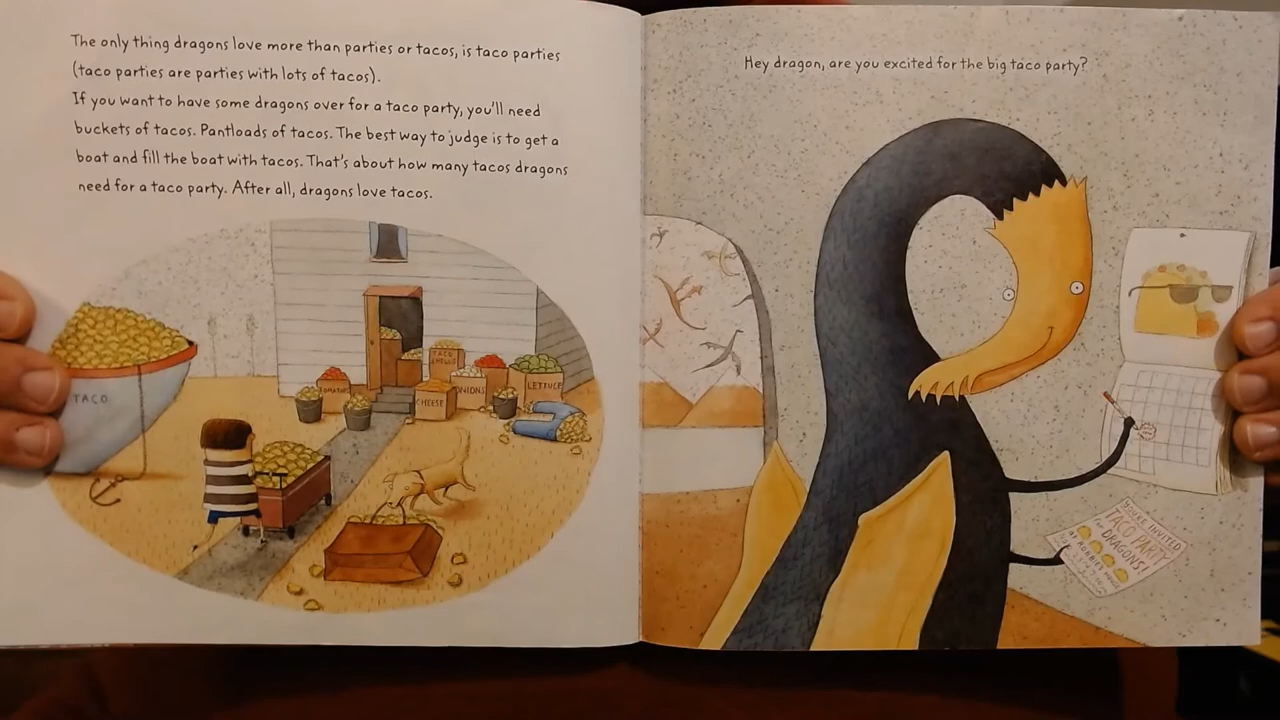 The only thing dragons love more than parties or tacos, is taco parties
(taco parties are parties with lots of tacos).
If you want to have some dragons over for a taco party, you'll need
buckets of tacos. Pantloads of tacos. The best way to judge is to get a
boat and fill the boat with tacos. That's about how many tacos dragons
need for a taco party. After all, dragons love tacos.
TACO
TOMATOES
TACO
SHELLS
CHEESE
ONIONS
LETTUCE
Hey dragon, are you excited for the big taco party?
YOU'RE INVITED
TACO PARTY
for DRAGONS!